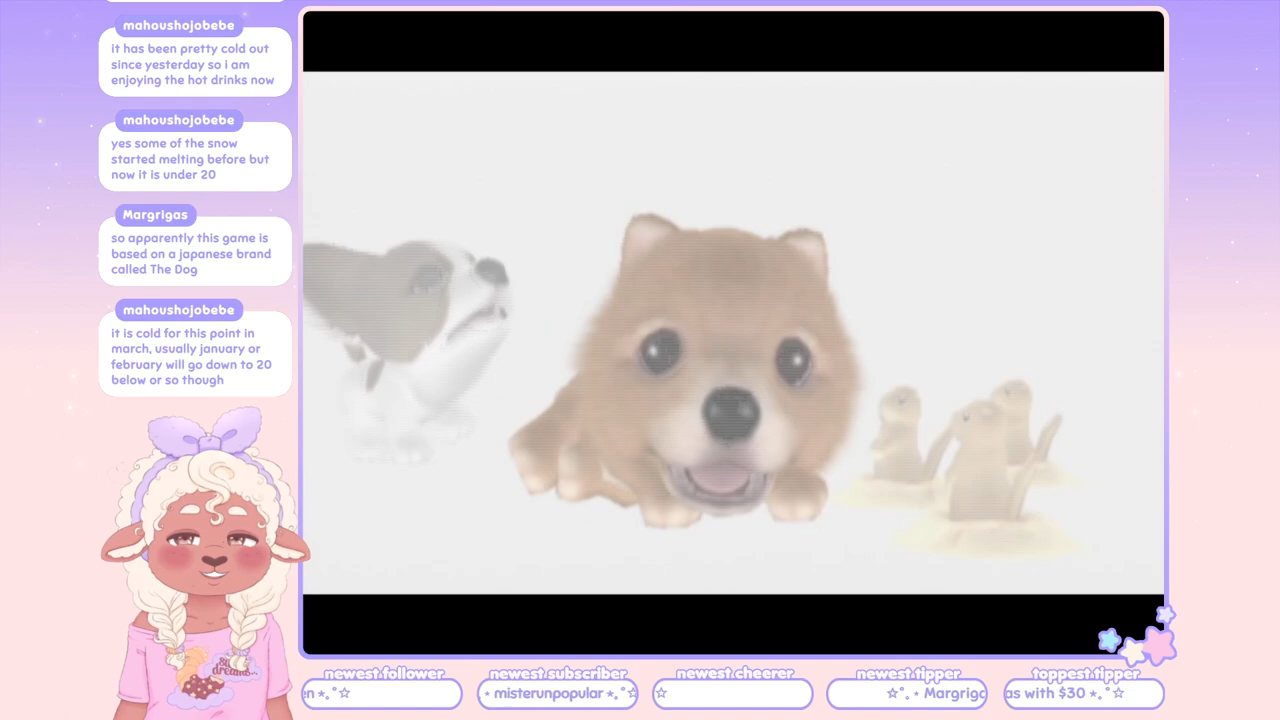 mahoushojobebe
it has been pretty cold out
since yesterday so i am
enjoying the hot drinks now
mahoushojobebe
yes some of the snow
started melting before but
now it is under 20
Margrigas
so apparently this game is
based on a japanese brand
called The Dog
mahoushojobebe
it is cold for this point in
march, usually january or
february will go down to 20
below or so though
dreams
newest follower
newest subscriber
newest cheerer
newest tipper
toppest tipper
en ⋆｡˚☆
⋆ misterunpopular ⋆｡˚☆
☆
☆˚｡⋆ Margrigc
as with $30 ⋆｡˚☆